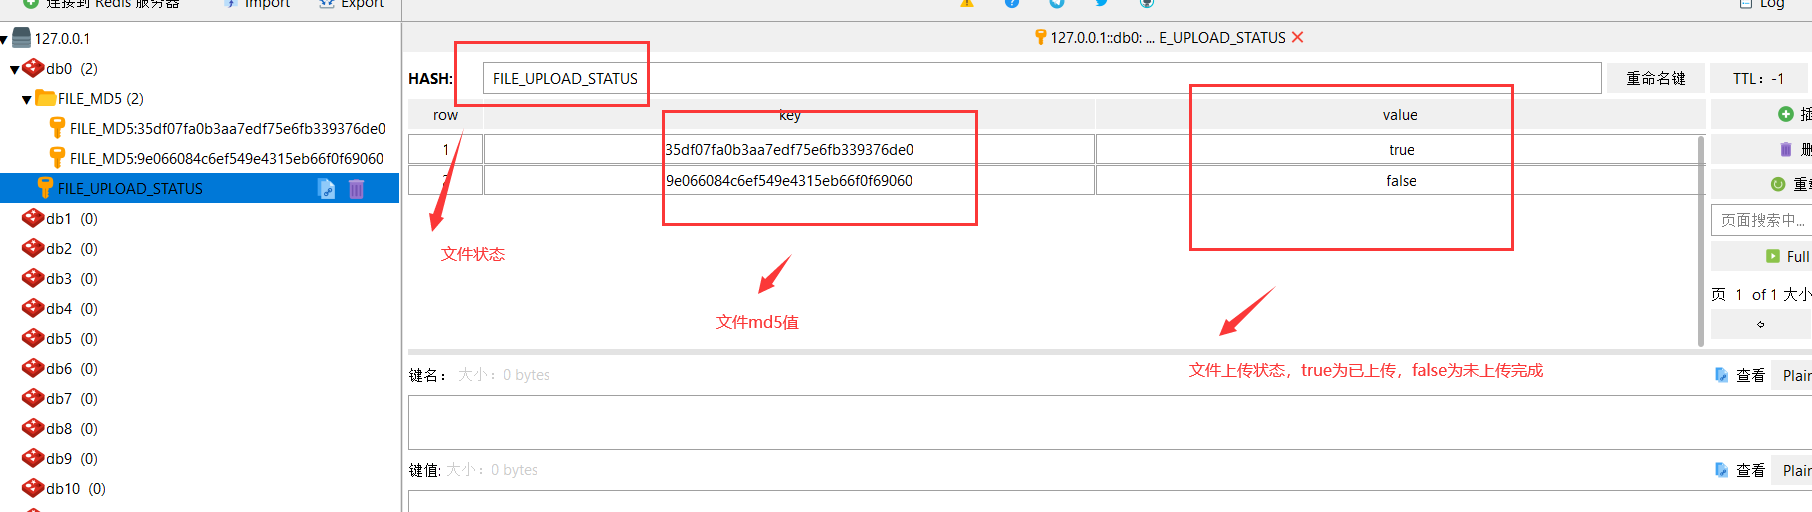 连接到 Redis 服务器
Import
Export
Log
127.0.0.1
db0 (2)
FILE_MD5 (2)
FILE_MD5:35df07fa0b3aa7edf75e6fb339376de0
FILE_MD5:9e066084c6ef549e4315eb66f0f69060
FILE_UPLOAD_STATUS
db1 (0)
db2 (0)
db3 (0)
db4 (0)
db5 (0)
db6 (0)
db7 (0)
db8 (0)
db9 (0)
db10 (0)
127.0.0.1::db0: ... E_UPLOAD_STATUS
HASH:
FILE_UPLOAD_STATUS
重命名键
TTL: -1
row
key
value
1
35df07fa0b3aa7edf75e6fb339376de0
true
2
9e066084c6ef549e4315eb66f0f69060
false
插
删
重载
页面搜索中...
Full
页 1 of 1 大小
文件状态
文件md5值
文件上传状态，true为已上传，false为未上传完成
键名： 大小：0 bytes
查看
Plain
键值: 大小：0 bytes
查看
Plain